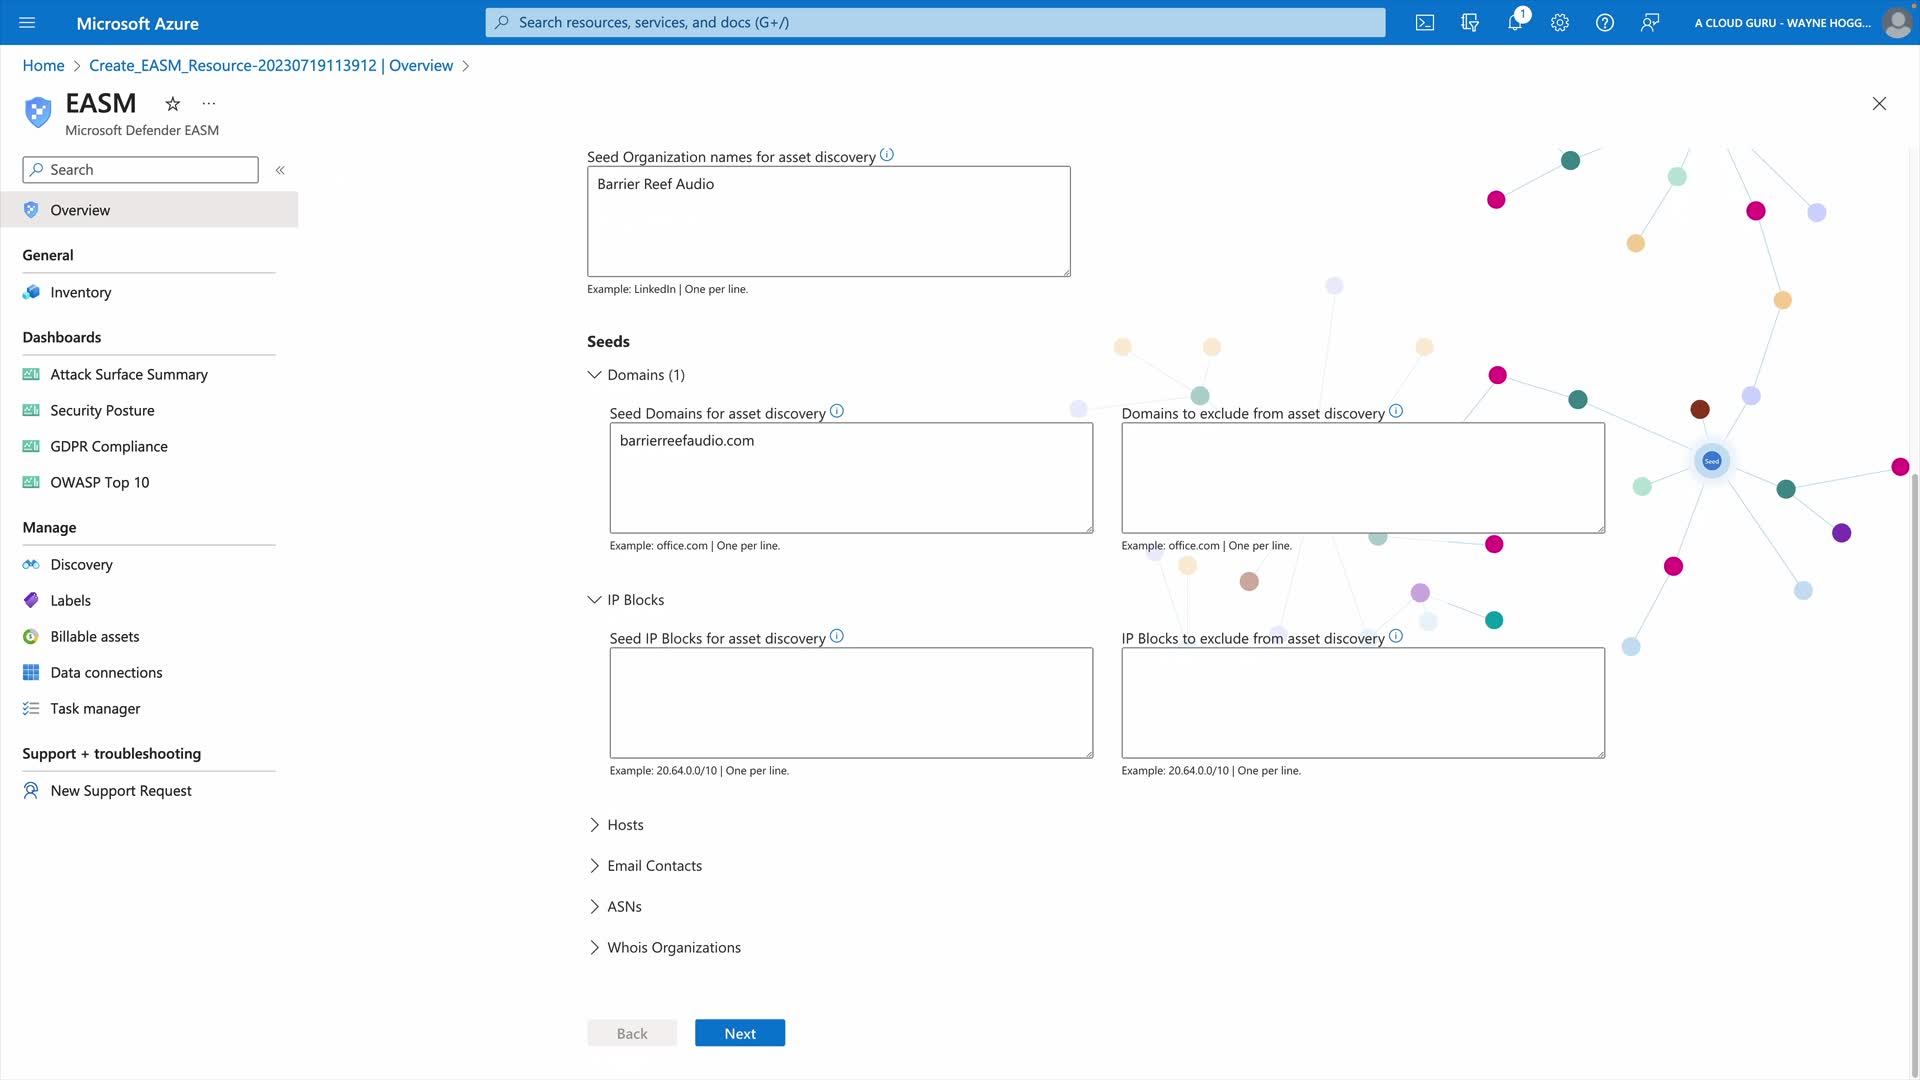 Microsoft Azure
Search resources, services, and docs (G+/)
1
A CLOUD GURU - WAYNE HOGG...
Home
Create_EASM_Resource-20230719113912 | Overview
EASM
...
Microsoft Defender EASM
Search
Overview
General
Inventory
Dashboards
Attack Surface Summary
Security Posture
GDPR Compliance
OWASP Top 10
Manage
Discovery
Labels
Billable assets
Data connections
Task manager
Support + troubleshooting
New Support Request
Seed Organization names for asset discovery
Barrier Reef Audio
Example: LinkedIn | One per line.
Seeds
Domains (1)
Seed Domains for asset discovery
barrierreefaudio.com
Example: office.com | One per line.
Domains to exclude from asset discovery
Example: office.com | One per line.
IP Blocks
Seed IP Blocks for asset discovery
Example: 20.64.0.0/10 | One per line.
IP Blocks to exclude from asset discovery
Example: 20.64.0.0/10 | One per line.
Hosts
Email Contacts
ASNs
Whois Organizations
Back
Next
Seed